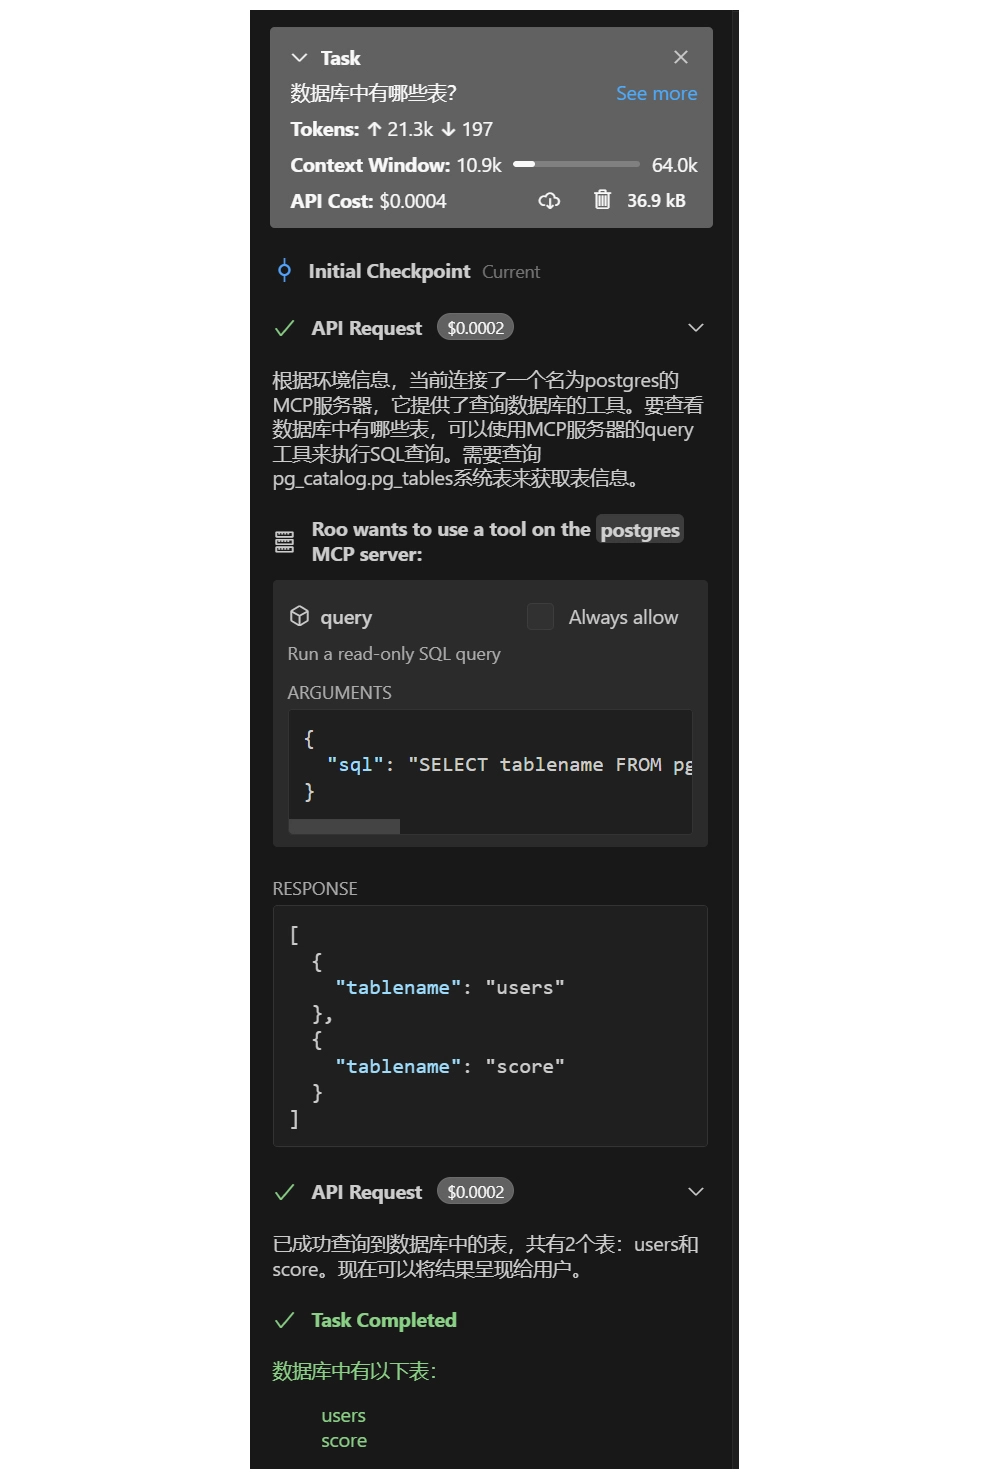 Task
数据库中有哪些表?
See more
Tokens: ↑ 21.3k ↓ 197
Context Window: 10.9k 64.0k
API Cost: $0.0004 36.9 kB
Initial Checkpoint Current
API Request $0.0002
根据环境信息，当前连接了一个名为postgres的
MCP服务器，它提供了查询数据库的工具。要查看
数据库中有哪些表，可以使用MCP服务器的query
工具来执行SQL查询。需要查询
pg_catalog.pg_tables系统表来获取表信息。
Roo wants to use a tool on the postgres
MCP server:
query Always allow
Run a read-only SQL query
ARGUMENTS
{
"sql": "SELECT tablename FROM pg
}
RESPONSE
[
{
"tablename": "users"
},
{
"tablename": "score"
}
]
API Request $0.0002
已成功查询到数据库中的表，共有2个表：users和
score。现在可以将结果呈现给用户。
Task Completed
数据库中有以下表：
users
score